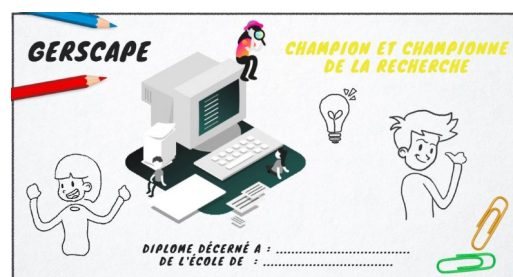 GERSCAPE
CHAMPION ET CHAMPIONNE
DE LA RECHERCHE
DIPLOME DÉCERNÉ A : ..................................
DE L'ÉCOLE DE : .................................